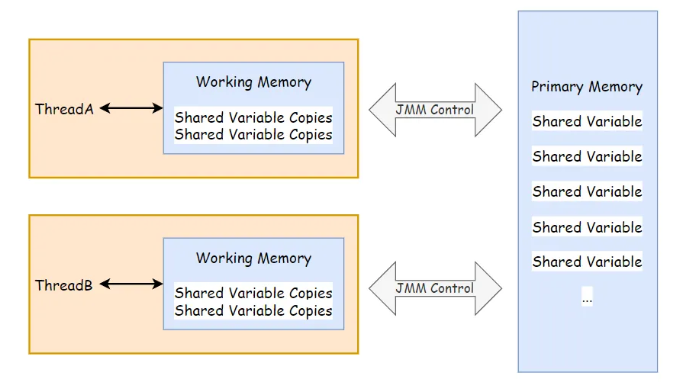 Working Memory
ThreadA
Shared Variable Copies
Shared Variable Copies
JMM Control
Working Memory
ThreadB
Shared Variable Copies
Shared Variable Copies
JMM Control
Primary Memory
Shared Variable
Shared Variable
Shared Variable
Shared Variable
Shared Variable
...